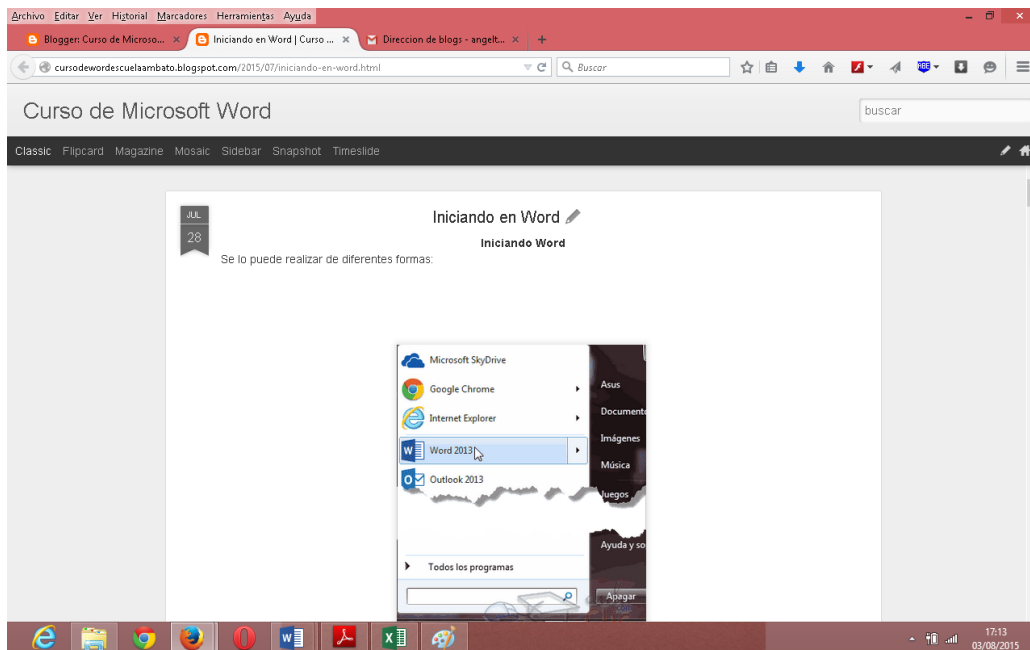 Archivo Editar Ver Historial Marcadores Herramientas Ayuda
Blogger: Curso de Microso... × Iniciando en Word | Curso ... × Direccion de blogs - angelt... × +
cursodewordescuelaambato.blogspot.com/2015/07/iniciando-en-word.html
Buscar
Curso de Microsoft Word
buscar
Classic Flipcard Magazine Mosaic Sidebar Snapshot Timeslide
JUL
28
Iniciando en Word
Iniciando Word
Se lo puede realizar de diferentes formas:
Microsoft SkyDrive
Google Chrome
Internet Explorer
Word 2013
Outlook 2013
Todos los programas
Asus
Documento
Imágenes
Música
Juegos
Ayuda y so
Apagar
17:13
03/08/2015